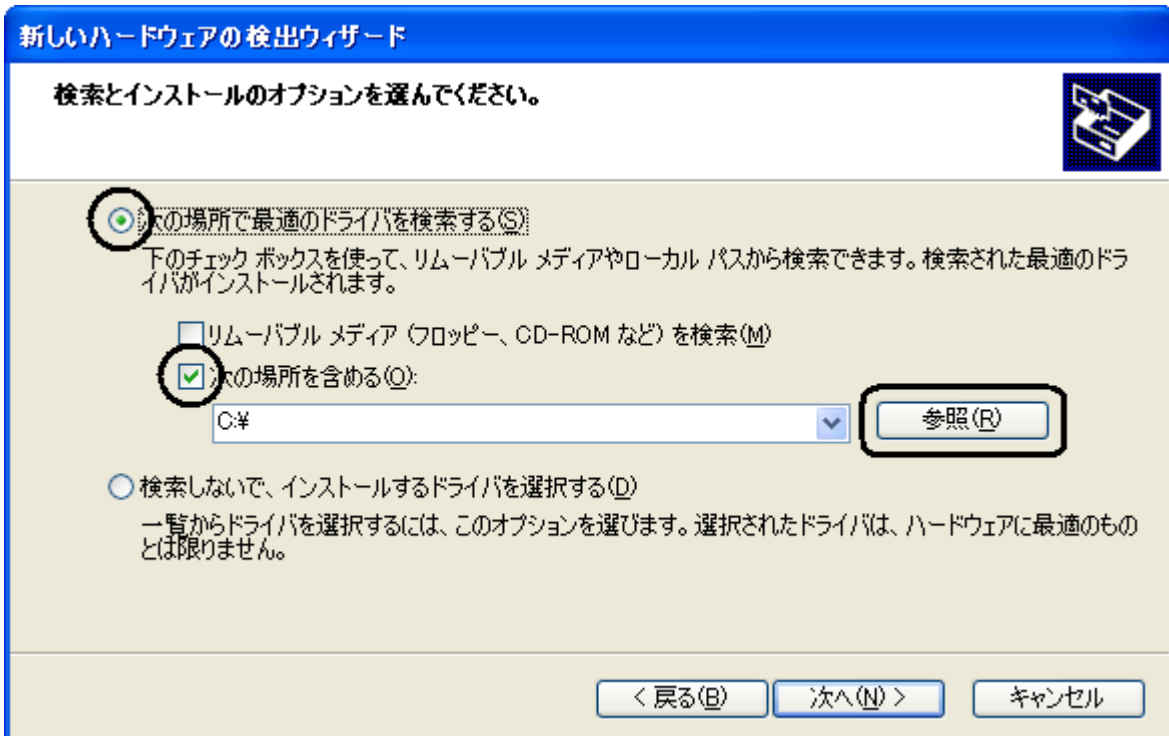 新しいハードウェアの検出ウィザード
検索とインストールのオプションを選んでください。
次の場所で最適のドライバを検索する(S)
下のチェック ボックスを使って、リムーバブル メディアやローカル パスから検索できます。検索された最適のドラ
イバがインストールされます。
リムーバブル メディア (フロッピー、CD-ROM など) を検索(M)
次の場所を含める(O):
C:¥
参照(R)
検索しないで、インストールするドライバを選択する(D)
一覧からドライバを選択するには、このオプションを選びます。選択されたドライバは、ハードウェアに最適のもの
とは限りません。
< 戻る(B)
次へ(N) >
キャンセル